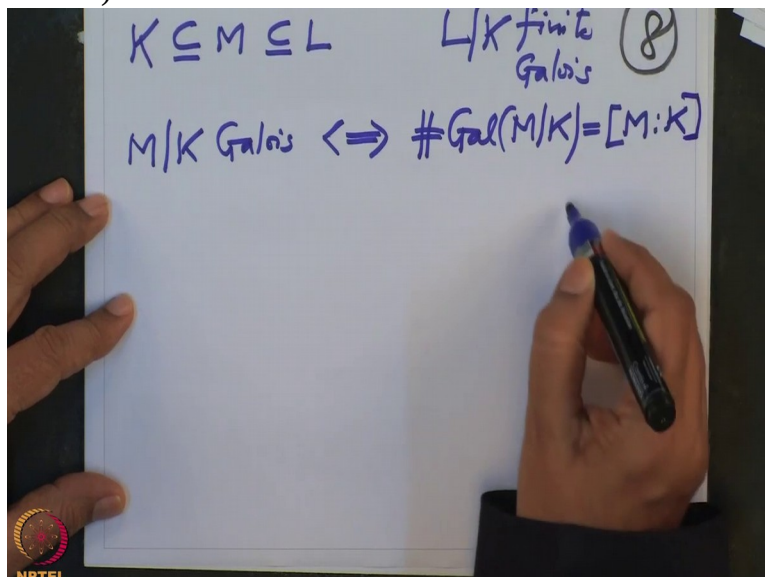 K ⊆ M ⊆ L L|K finite ⑧
Galois
M|K Galois <=> #Gal(M|K)=[M:K]
NPTEL